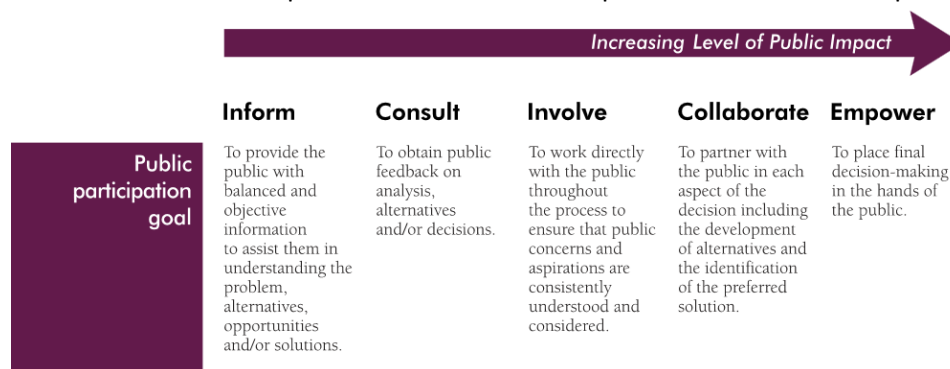 Increasing Level of Public Impact
Inform
Consult
Involve
Collaborate
Empower
Public
participation
goal
To provide the
public with
balanced and
objective
information
to assist them in
understanding the
problem,
alternatives,
opportunities
and/or solutions.
To obtain public
feedback on
analysis,
alternatives
and/or decisions.
To work directly
with the public
throughout
the process to
ensure that public
concerns and
aspirations are
consistently
understood and
considered.
To partner with
the public in each
aspect of the
decision including
the development
of alternatives and
the identification
of the preferred
solution.
To place final
decision-making
in the hands of
the public.